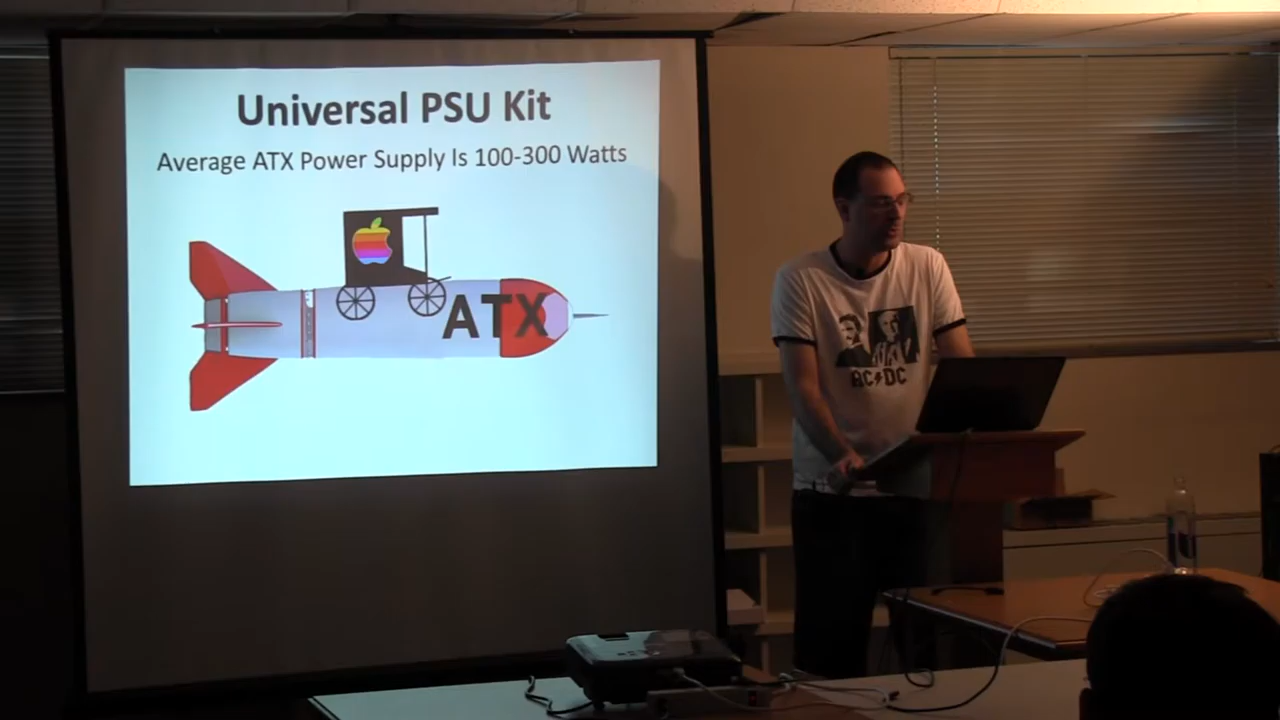 Universal PSU Kit
Average ATX Power Supply Is 100-300 Watts
ATX
AC DC